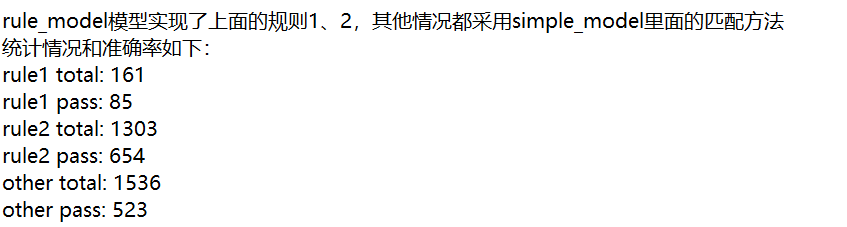 rule_model模型实现了上面的规则1、2，其他情况都采用simple_model里面的匹配方法
统计情况和准确率如下：
rule1 total: 161
rule1 pass: 85
rule2 total: 1303
rule2 pass: 654
other total: 1536
other pass: 523